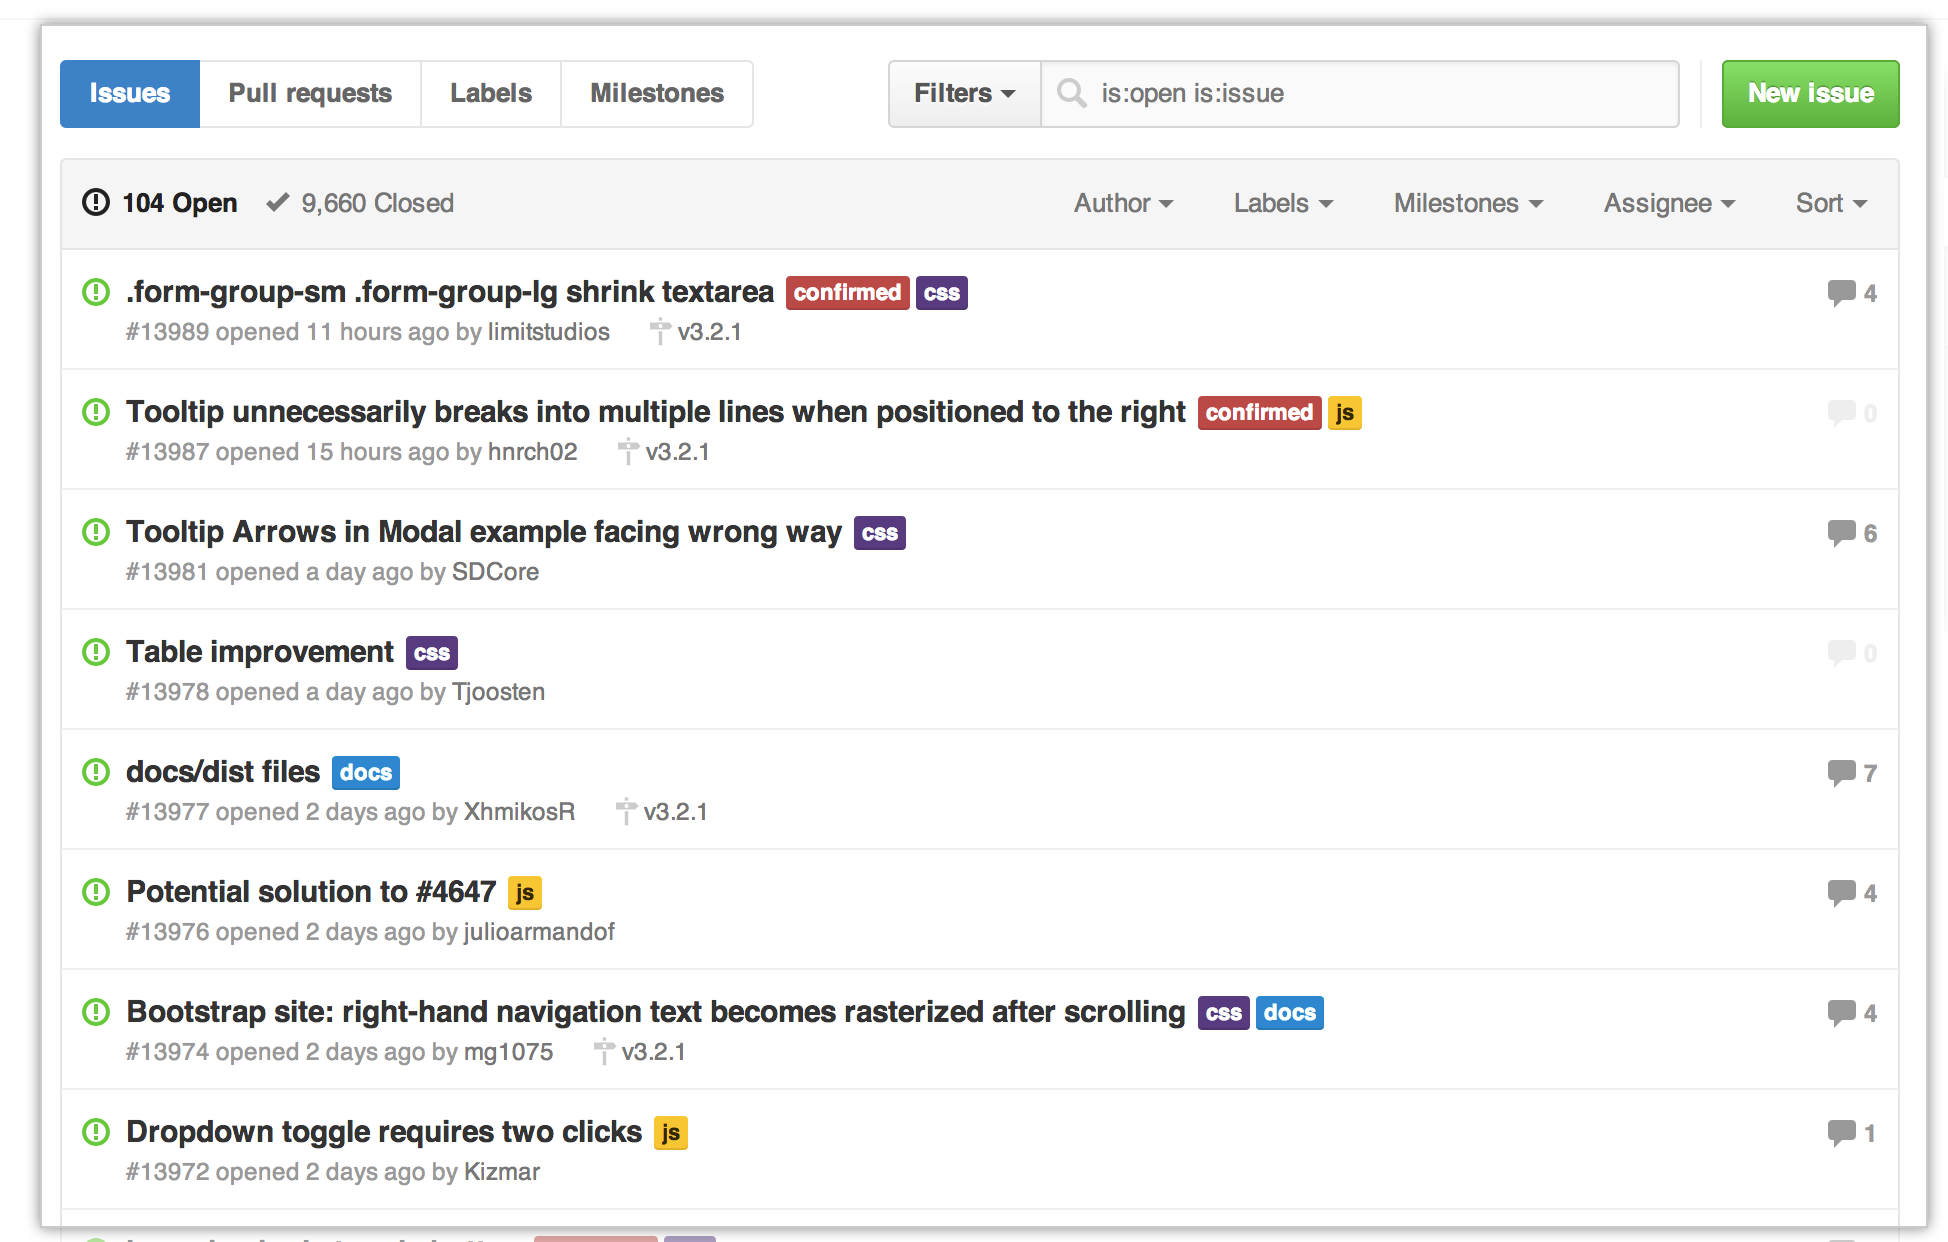 Issues Pull requests Labels Milestones Filters is:open is:issue New issue
104 Open 9,660 Closed Author Labels Milestones Assignee Sort
.form-group-sm .form-group-lg shrink textarea confirmed css 4
#13989 opened 11 hours ago by limitstudios v3.2.1
Tooltip unnecessarily breaks into multiple lines when positioned to the right confirmed js 0
#13987 opened 15 hours ago by hnrch02 v3.2.1
Tooltip Arrows in Modal example facing wrong way css 6
#13981 opened a day ago by SDCore
Table improvement css 0
#13978 opened a day ago by Tjoosten
docs/dist files docs 7
#13977 opened 2 days ago by XhmikosR v3.2.1
Potential solution to #4647 js 4
#13976 opened 2 days ago by julioarmandof
Bootstrap site: right-hand navigation text becomes rasterized after scrolling css docs 4
#13974 opened 2 days ago by mg1075 v3.2.1
Dropdown toggle requires two clicks js 1
#13972 opened 2 days ago by Kizmar